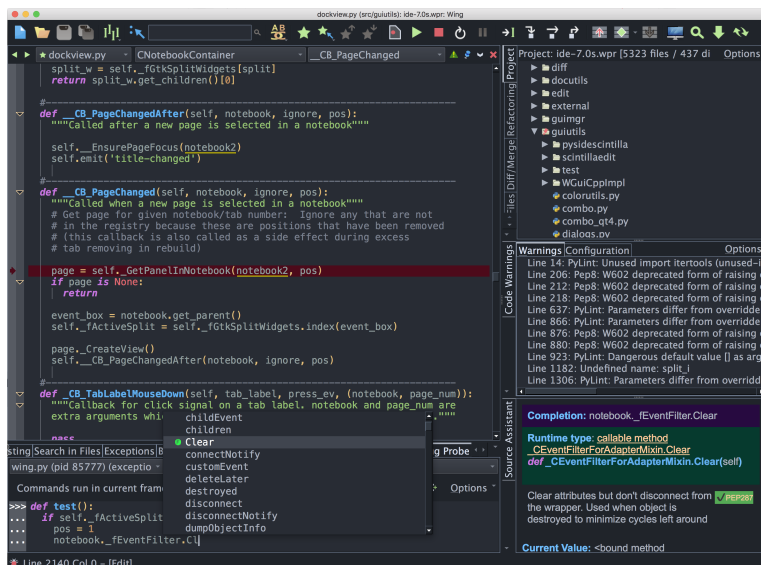 dockview.py (src/guiutils): ide-7.0s.wpr: Wing
dockview.py
CNotebookContainer
__CB_PageChanged
split_w = self._fGtkSplitWidgets[split]
return split_w.get_children()[0]
#
def __CB_PageChangedAfter(self, notebook, ignore, pos):
"""Called after a new page is selected in a notebook"""
self.__EnsurePageFocus(notebook2)
self.emit('title-changed')
#
def __CB_PageChanged(self, notebook, ignore, pos):
"""Called when a new page is selected in a notebook"""
# Get page for given notebook/tab number:  Ignore any that are not
# in the registry because these are positions that have been removed
# (this callback is also called as a side effect during excess
# tab removing in rebuild)
page = self._GetPanelInNotebook(notebook2, pos)
if page is None:
return
event_box = notebook.get_parent()
self._fActiveSplit = self._fGtkSplitWidgets.index(event_box)
page._CreateView()
self.__CB_PageChangedAfter(notebook, ignore, pos)
#
def _CB_TabLabelMouseDown(self, tab_label, press_ev, (notebook, page_num)):
"""Callback for click signal on a tab label. notebook and page_num are
extra arguments whi
."""
pass
childEvent
children
Clear
connectNotify
customEvent
deleteLater
destroyed
disconnect
disconnectNotify
dumpObjectInfo
sting
Search in Files
Exceptions
B
g Probe
wing.py (pid 85777) (exceptio
Commands run in current fram
Options
>>> def test():
... if self._fActiveSplit
... pos = 1
... notebook._fEventFilter.Cl
Line 2140 Col 0 - [Edit]
Project: ide-7.0s.wpr [5323 files / 437 di
Options
Project
Refactoring
Diff/Merge
iles
diff
docutils
edit
external
guimgr
guiutils
pysidescintilla
scintillaedit
test
WGuiCppImpl
colorutils.py
combo.py
combo_qt4.py
dialogs.py
Code Warnings
Warnings
Configuration
Options
Line 14: PyLint: Unused import itertools (unused-i
Line 206: Pep8: W602 deprecated form of raising
Line 212: Pep8: W602 deprecated form of raising
Line 218: Pep8: W602 deprecated form of raising
Line 637: PyLint: Parameters differ from overridde
Line 866: PyLint: Parameters differ from overridde
Line 876: Pep8: W602 deprecated form of raising
Line 880: Pep8: W602 deprecated form of raising
Line 923: PyLint: Dangerous default value [] as arg
Line 1182: Undefined name: split_i
Line 1306: PyLint: Parameters differ from overridd
Source Assistant
Completion: notebook._fEventFilter.Clear
Runtime type: callable method
_CEventFilterForAdapterMixin.Clear
def _CEventFilterForAdapterMixin.Clear(self)
Clear attributes but don't disconnect from
✓PEP287
the wrapper. Used when object is
destroyed to minimize cycles left around
Current Value: <bound method